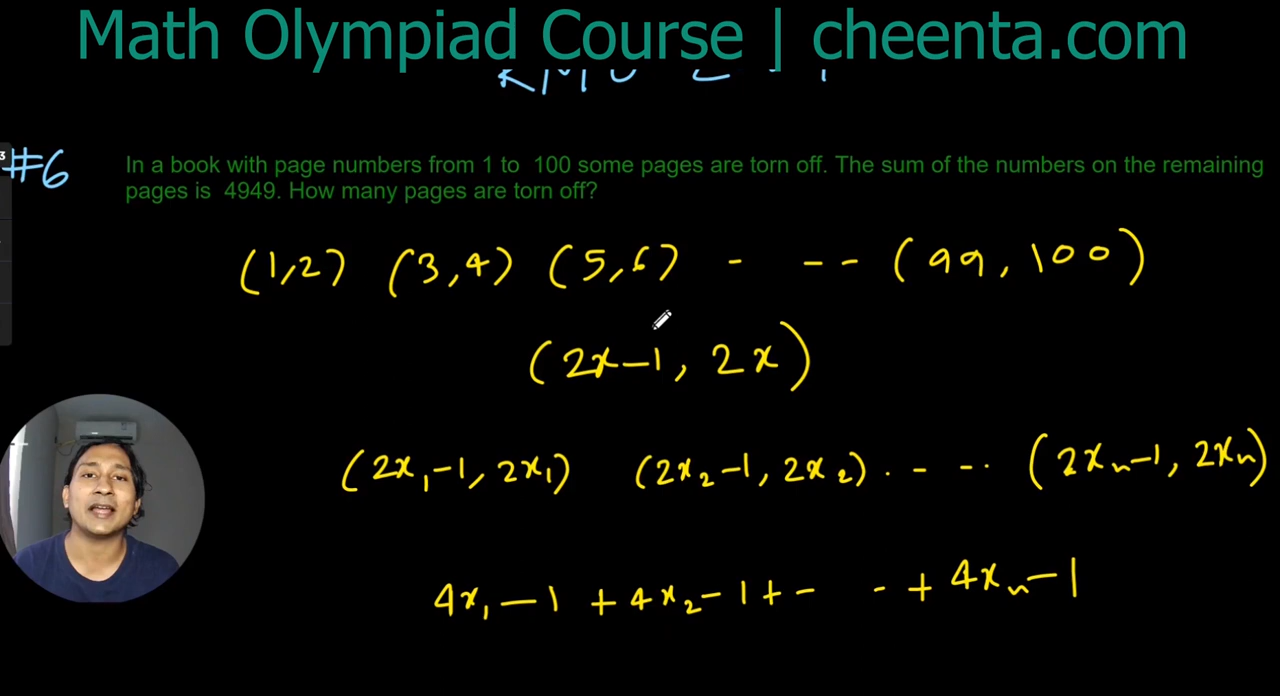 Math Olympiad Course | cheenta.com
3
#6
In a book with page numbers from 1 to 100 some pages are torn off. The sum of the numbers on the remaining
pages is 4949. How many pages are torn off?
(1,2) (3,4) (5,6) - -- (99, 100)
(2x-1, 2x)
(2x₁-1, 2x₁) (2x₂-1, 2x₂) . - -. (2xₙ-1, 2xₙ)
4x₁-1 + 4x₂-1 + - - + 4xₙ-1